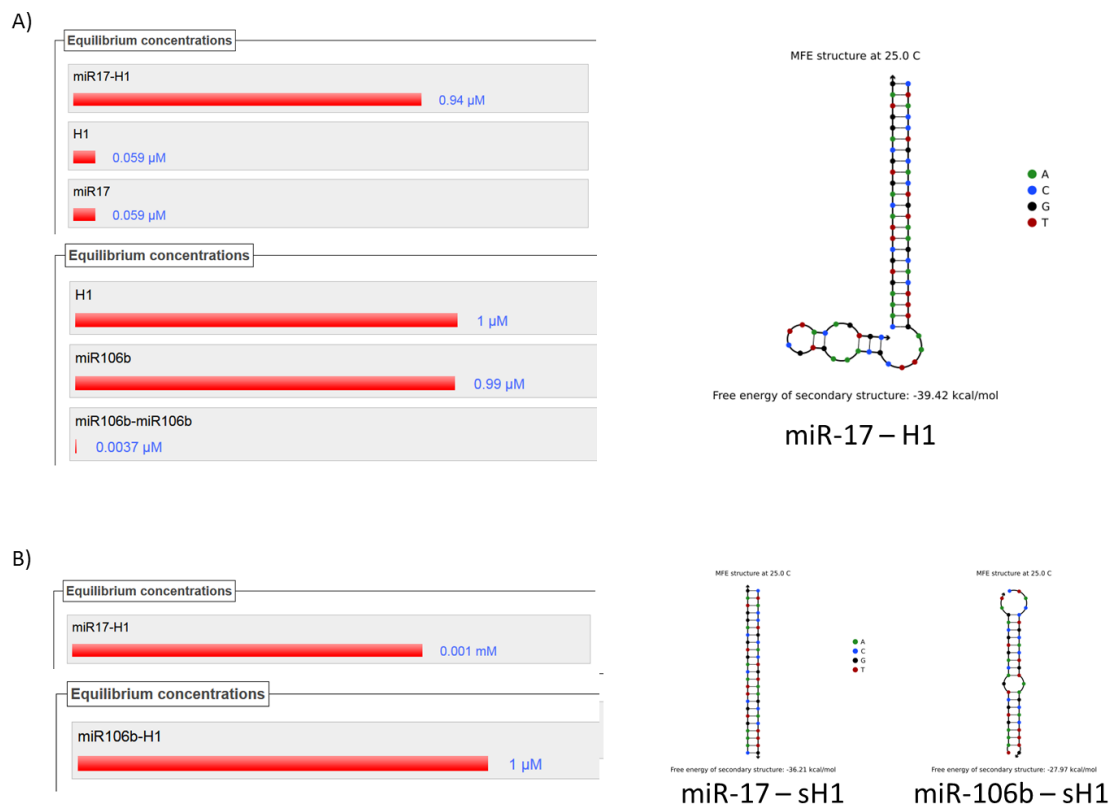 A)
Equilibrium concentrations
miR17-H1
0.94 µM
H1
0.059 µM
miR17
0.059 µM
Equilibrium concentrations
H1
1 µM
miR106b
0.99 µM
miR106b-miR106b
0.0037 µM
MFE structure at 25.0 C
A
C
G
T
Free energy of secondary structure: -39.42 kcal/mol
miR-17 – H1
B)
Equilibrium concentrations
miR17-H1
0.001 mM
Equilibrium concentrations
miR106b-H1
1 µM
MFE structure at 25.0 C
A
C
G
T
Free energy of secondary structure: -36.21 kcal/mol
miR-17 – sH1
MFE structure at 25.0 C
Free energy of secondary structure: -27.97 kcal/mol
miR-106b – sH1